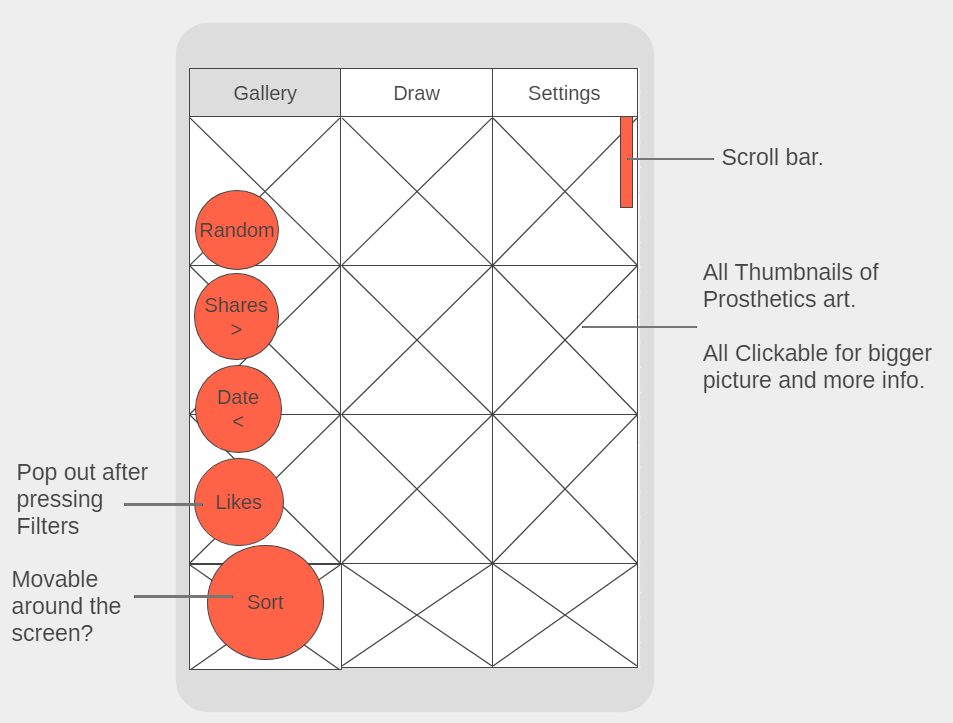 Gallery
Draw
Settings
Scroll bar.
Random
All Thumbnails of
Prosthetics art.
Shares
>
All Clickable for bigger
picture and more info.
Date
<
Pop out after
pressing
Filters
Likes
Movable
around the
screen?
Sort